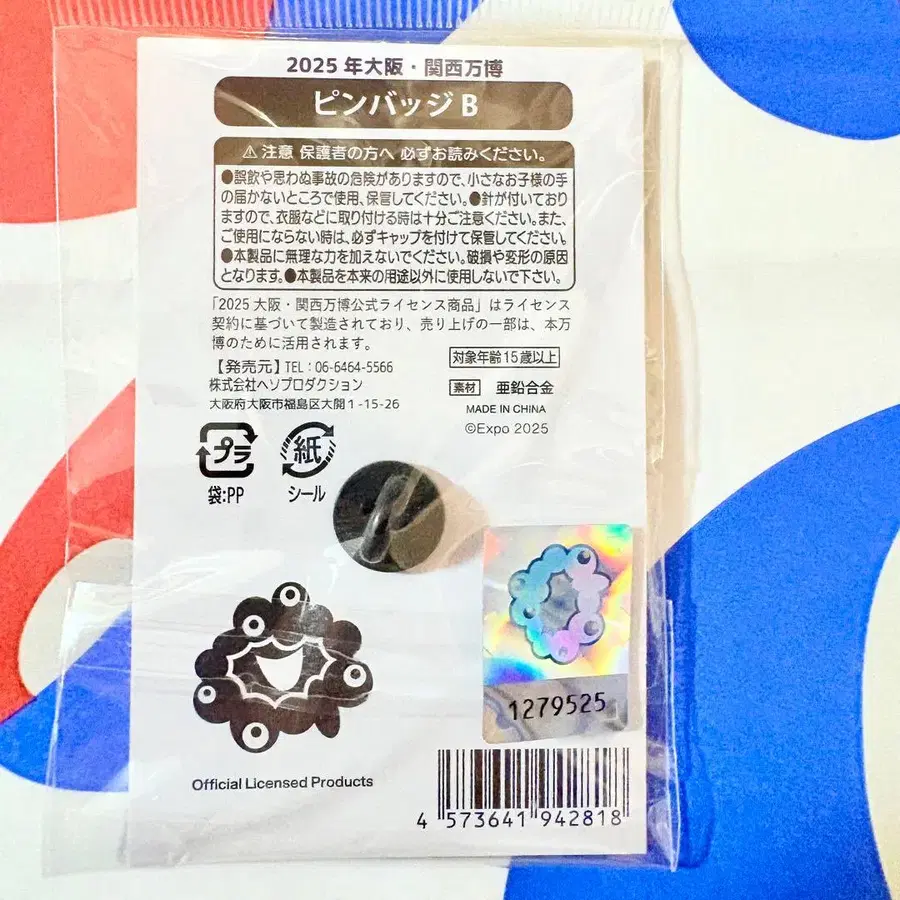 2025年大阪・関西万博
ピンバッジ B
⚠注意 保護者の方へ 必ずお読みください。
●誤飲や思わぬ事故の危険がありますので、小さなお子様の手
の届かないところで使用、保管してください。●針が付いており
ますので、衣服などに取り付ける時は十分ご注意ください。また、
ご使用にならない時は、必ずキャップを付けて保管してください。
●本製品に無理な力を加えないでください。破損や変形の原因
となります。●本製品を本来の用途以外に使用しないで下さい。
「2025大阪・関西万博公式ライセンス商品」はライセンス
契約に基づいて製造されており、売り上げの一部は、本万
博のために活用されます。
【発売元】TEL：06-6464-5566
株式会社ヘソプロダクション
大阪府大阪市福島区大開1-15-26
対象年齢15歳以上
素材 亜鉛合金
MADE IN CHINA
©Expo 2025
プラ
袋:PP
紙
シール
1279525
Official Licensed Products
4 573641 942818